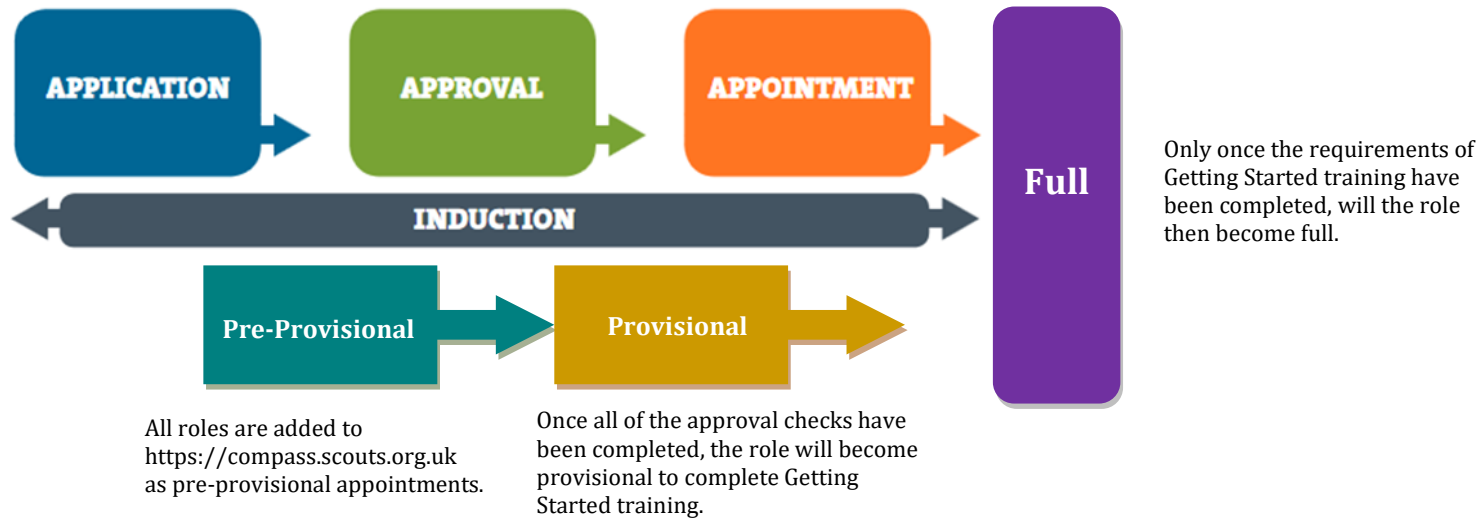 APPLICATION
APPROVAL
APPOINTMENT
Full
Only once the requirements of
Getting Started training have
been completed, will the role
then become full.
INDUCTION
Pre-Provisional
Provisional
All roles are added to
https://compass.scouts.org.uk
as pre-provisional appointments.
Once all of the approval checks have
been completed, the role will become
provisional to complete Getting
Started training.